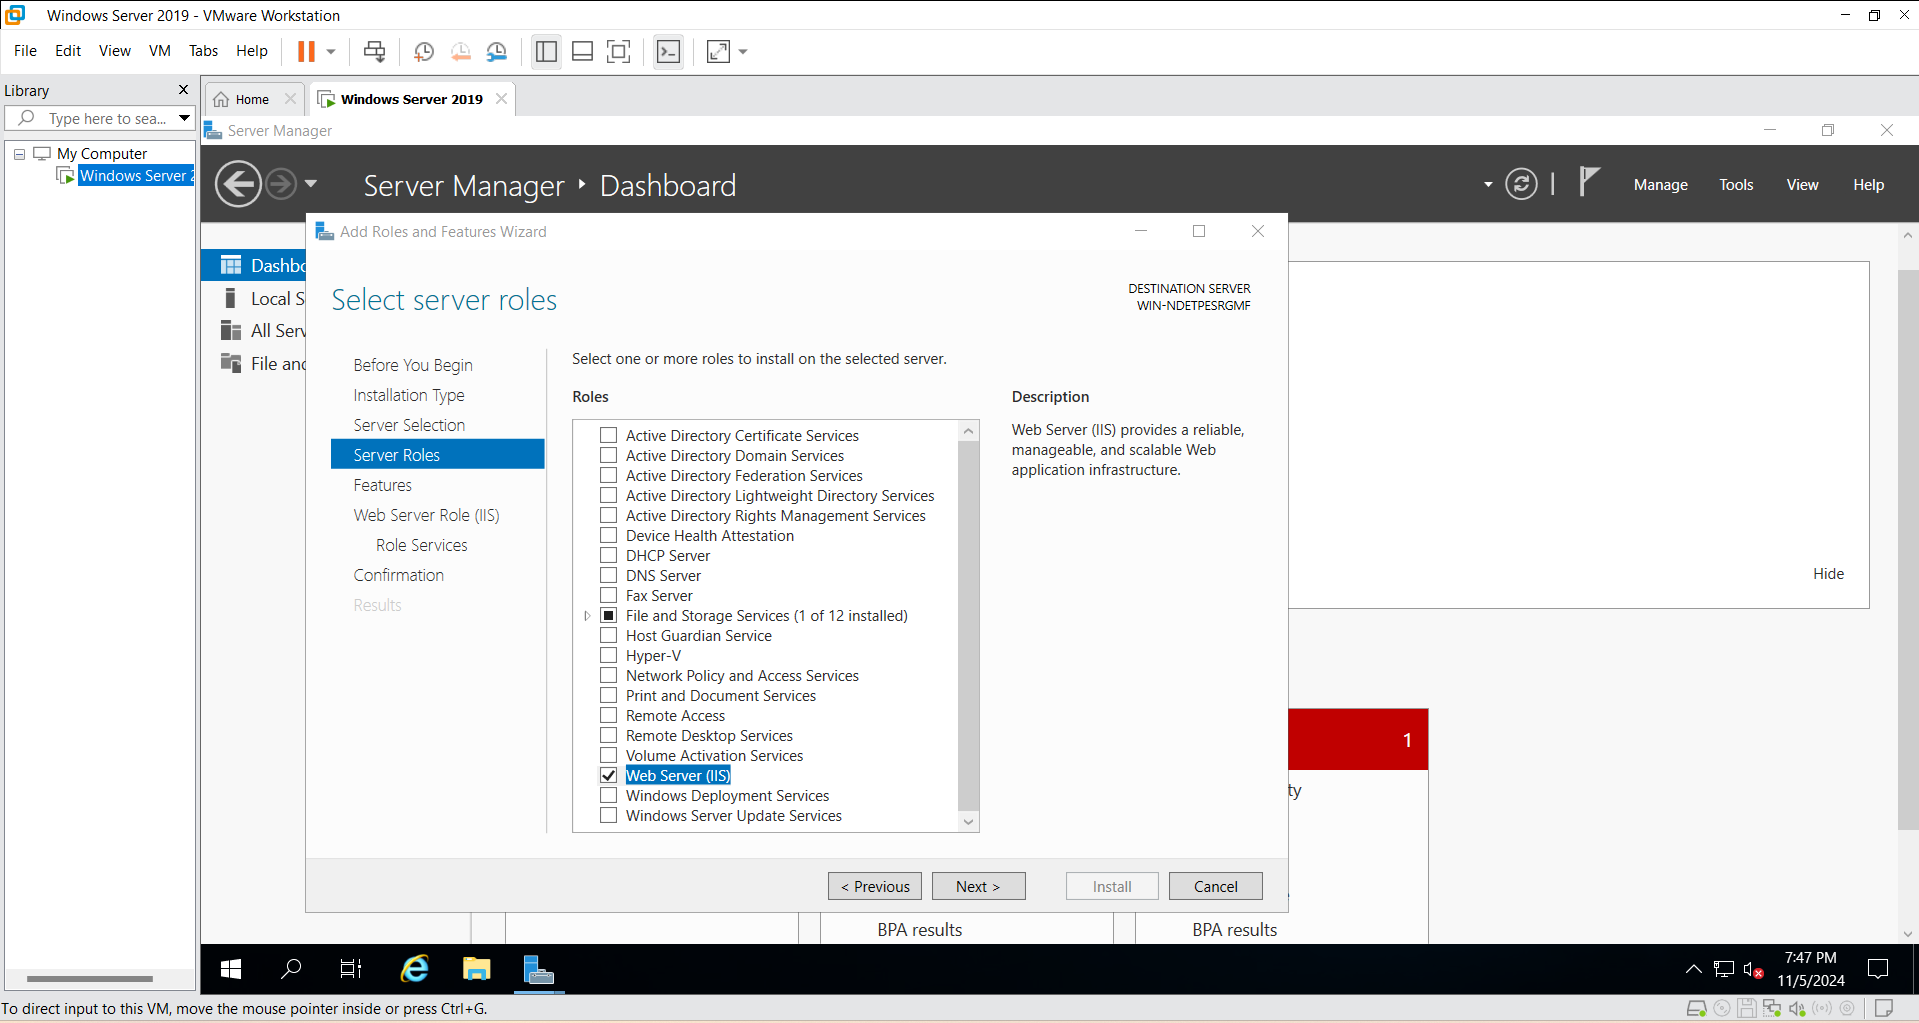 Windows Server 2019 - VMware Workstation
File Edit View VM Tabs Help
Library
Type here to sea...
My Computer
Windows Server 2
Home
Windows Server 2019
Server Manager
Server Manager Dashboard
Manage Tools View Help
Dashbo
Local S
All Serv
File and
Add Roles and Features Wizard
Select server roles
DESTINATION SERVER
WIN-NDETPESRGMF
Before You Begin
Installation Type
Server Selection
Server Roles
Features
Web Server Role (IIS)
Role Services
Confirmation
Results
Select one or more roles to install on the selected server.
Roles
Active Directory Certificate Services
Active Directory Domain Services
Active Directory Federation Services
Active Directory Lightweight Directory Services
Active Directory Rights Management Services
Device Health Attestation
DHCP Server
DNS Server
Fax Server
File and Storage Services (1 of 12 installed)
Host Guardian Service
Hyper-V
Network Policy and Access Services
Print and Document Services
Remote Access
Remote Desktop Services
Volume Activation Services
Web Server (IIS)
Windows Deployment Services
Windows Server Update Services
Description
Web Server (IIS) provides a reliable,
manageable, and scalable Web
application infrastructure.
< Previous Next > Install Cancel
Hide
1
ty
BPA results
BPA results
7:47 PM
11/5/2024
To direct input to this VM, move the mouse pointer inside or press Ctrl+G.